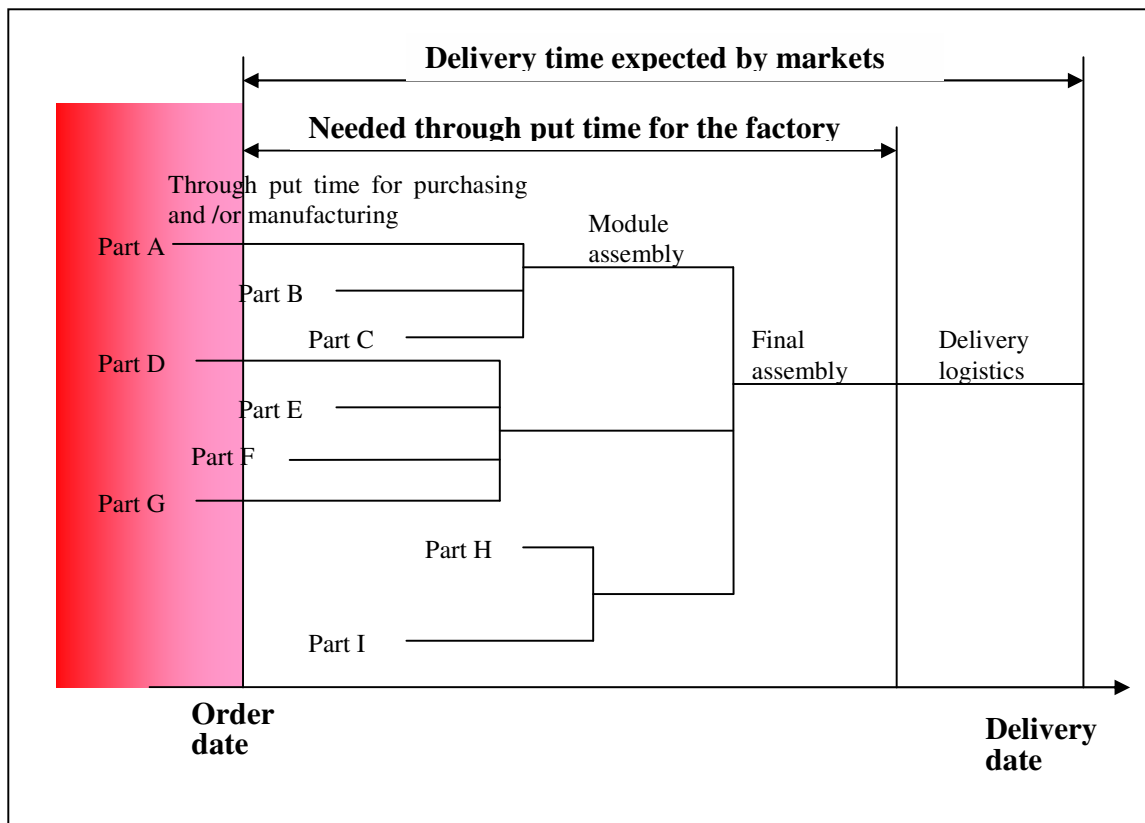 Delivery time expected by markets
Needed through put time for the factory
Through put time for purchasing
and /or manufacturing
Part A
Module
assembly
Part B
Part C
Part D
Final
assembly
Delivery
logistics
Part E
Part F
Part G
Part H
Part I
Order
date
Delivery
date